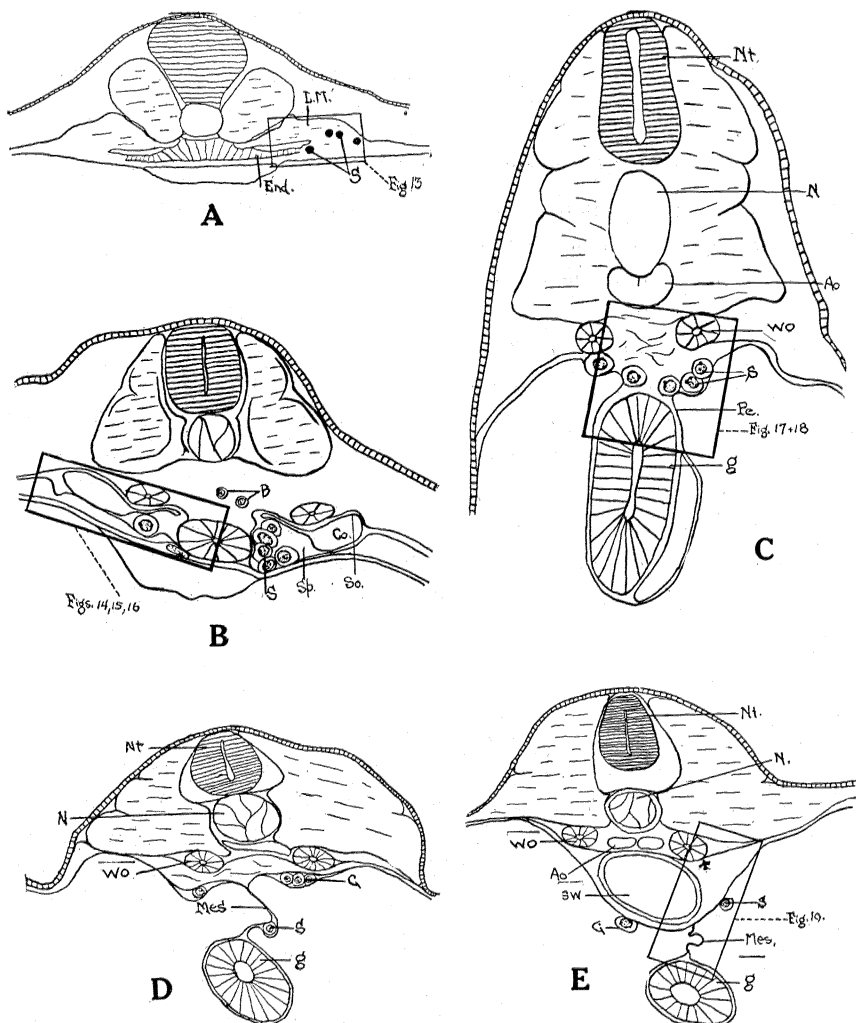 L.M.
S
End.
Fig 13
A
B
Co.
S
Sp.
So.
Figs. 14, 15, 16
B
Nt.
N
Ao
WO
S
Pe.
Fig. 17+18
g
C
Nt
N
WO
G
Mes
S
g
D
Nt.
N.
WO
Ao
SW
S
G
Fig. 19.
Mes.
g
E